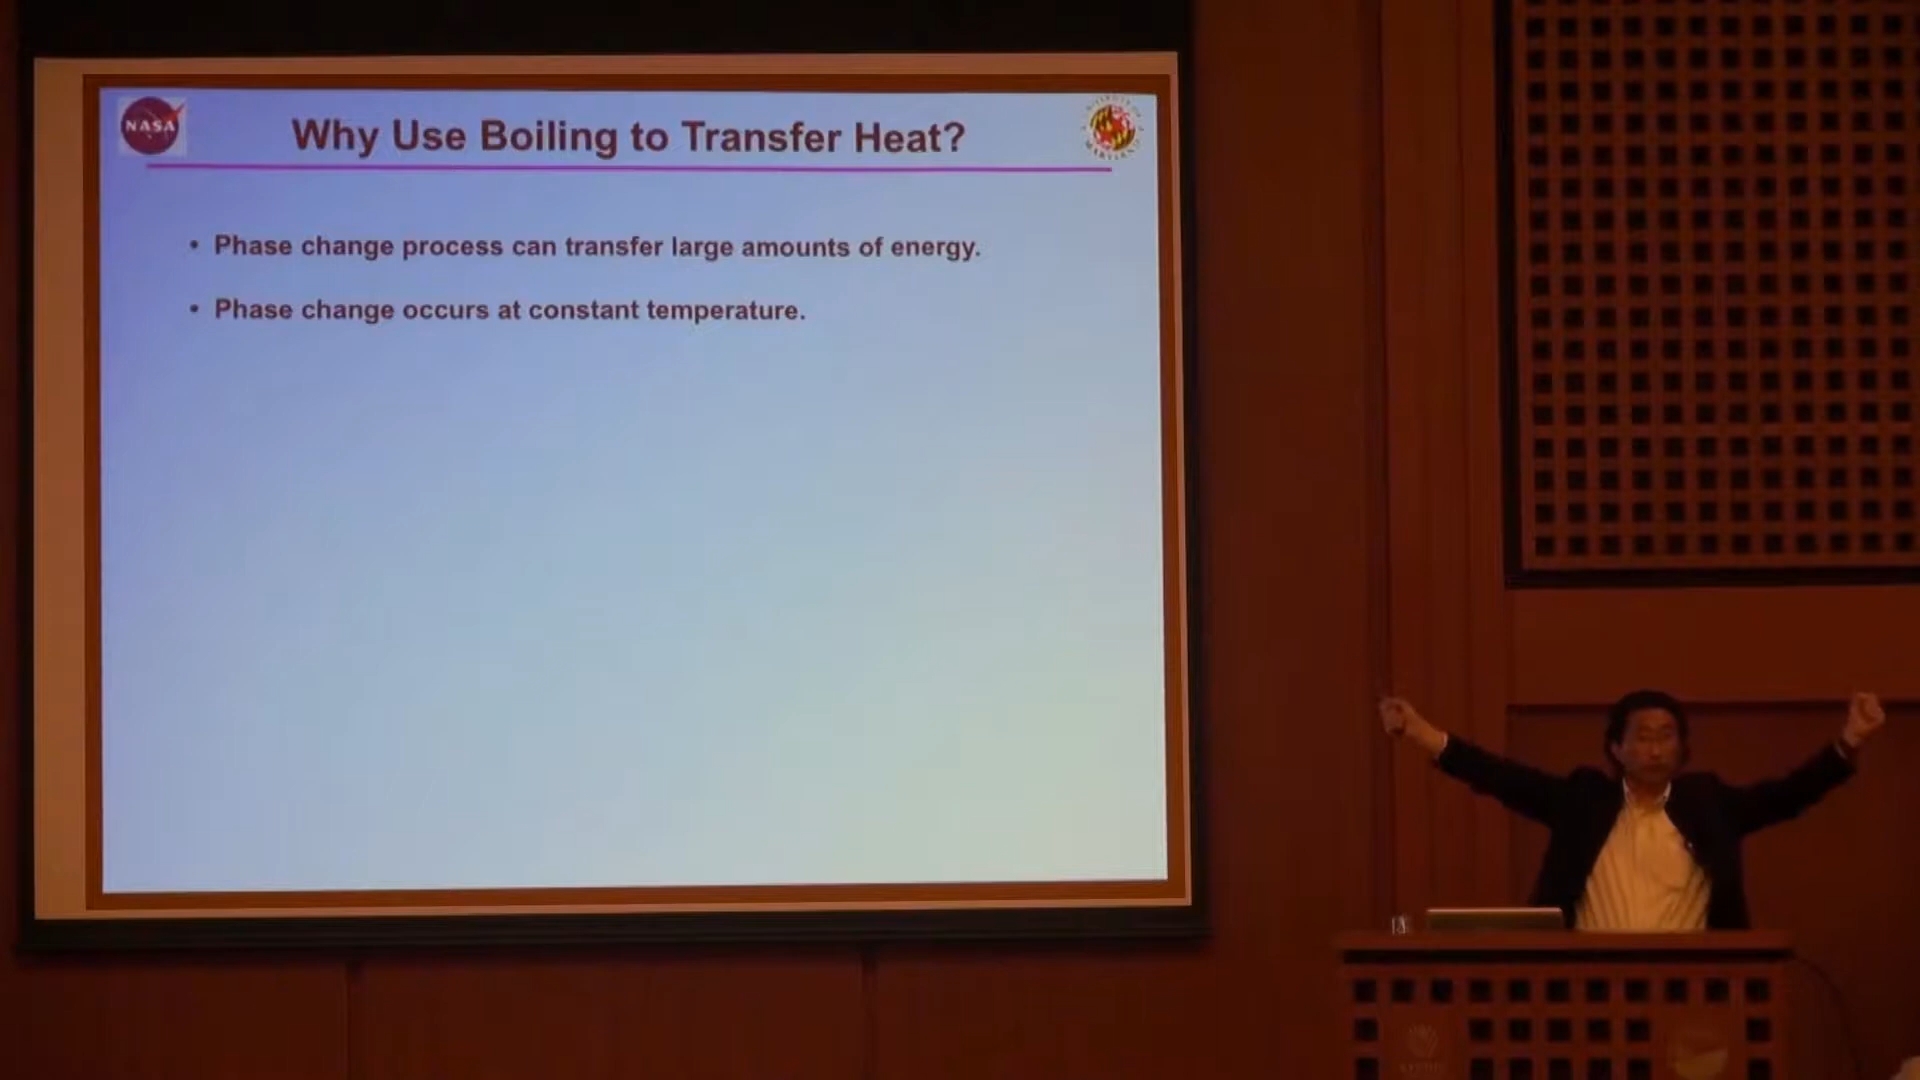 NASA
Why Use Boiling to Transfer Heat?
MARYLAND
• Phase change process can transfer large amounts of energy.
• Phase change occurs at constant temperature.